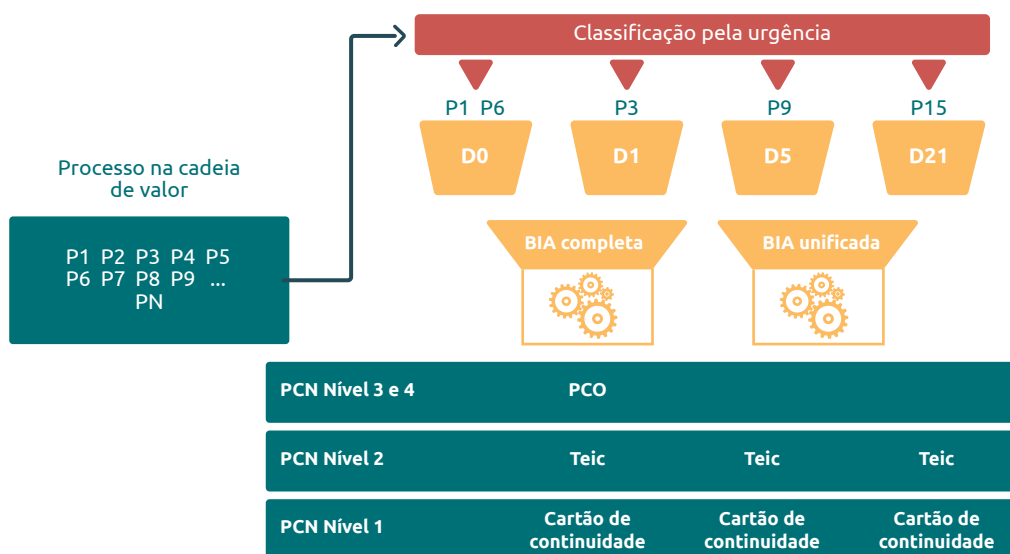 Classificação pela urgência
P1 P6
P3
P9
P15
D0
D1
D5
D21
Processo na cadeia
de valor
P1 P2 P3 P4 P5
P6 P7 P8 P9 ...
PN
BIA completa
BIA unificada
PCN Nível 3 e 4
PCO
PCN Nível 2
Teic
Teic
Teic
PCN Nível 1
Cartão de
continuidade
Cartão de
continuidade
Cartão de
continuidade